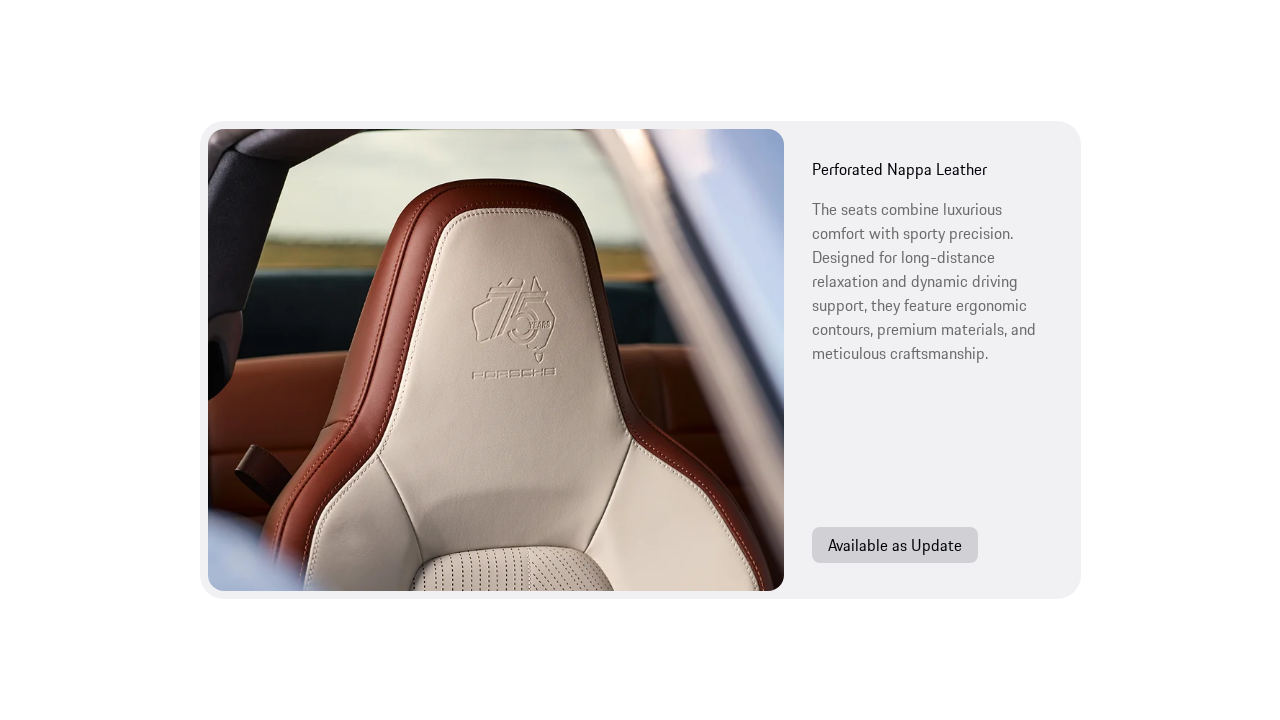 75
YEARS
PORSCHE
Perforated Nappa Leather
The seats combine luxurious
comfort with sporty precision.
Designed for long-distance
relaxation and dynamic driving
support, they feature ergonomic
contours, premium materials, and
meticulous craftsmanship.
Available as Update